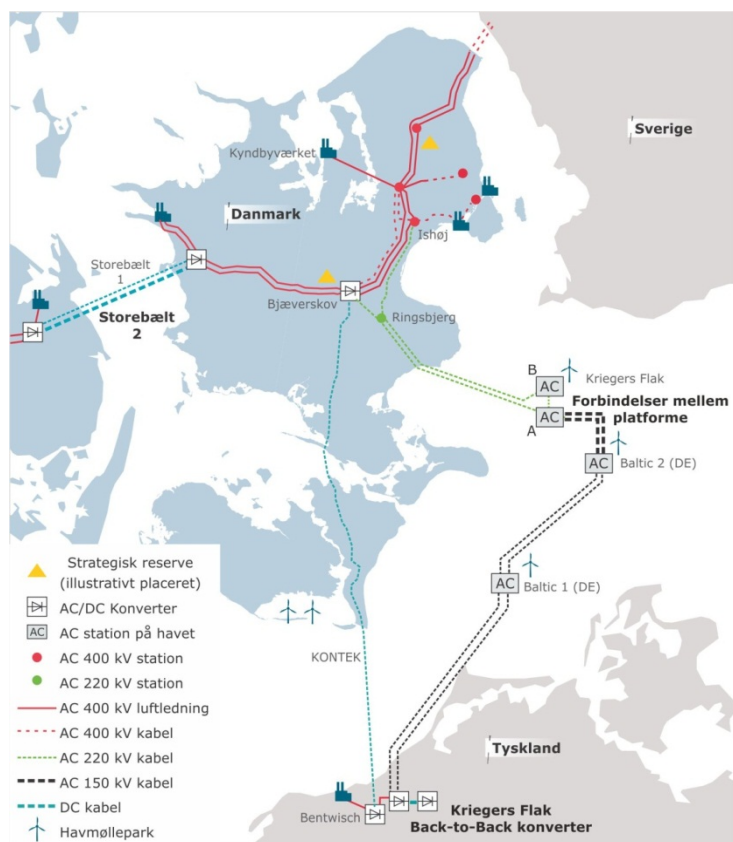 Sverige
Kyndbyværket
Danmark
Ishøj
Storebælt
1
Storebælt
2
Bjæverskov
Ringsbjerg
B
AC
Kriegers Flak
Forbindelser mellem
platforme
A
AC
AC
Baltic 2 (DE)
AC
Baltic 1 (DE)
KONTEK
Tyskland
Bentwisch
Kriegers Flak
Back-to-Back konverter
Strategisk reserve
(illustrativt placeret)
AC/DC Konverter
AC
AC station på havet
AC 400 kV station
AC 220 kV station
AC 400 kV luftledning
AC 400 kV kabel
AC 220 kV kabel
AC 150 kV kabel
DC kabel
Havmøllepark